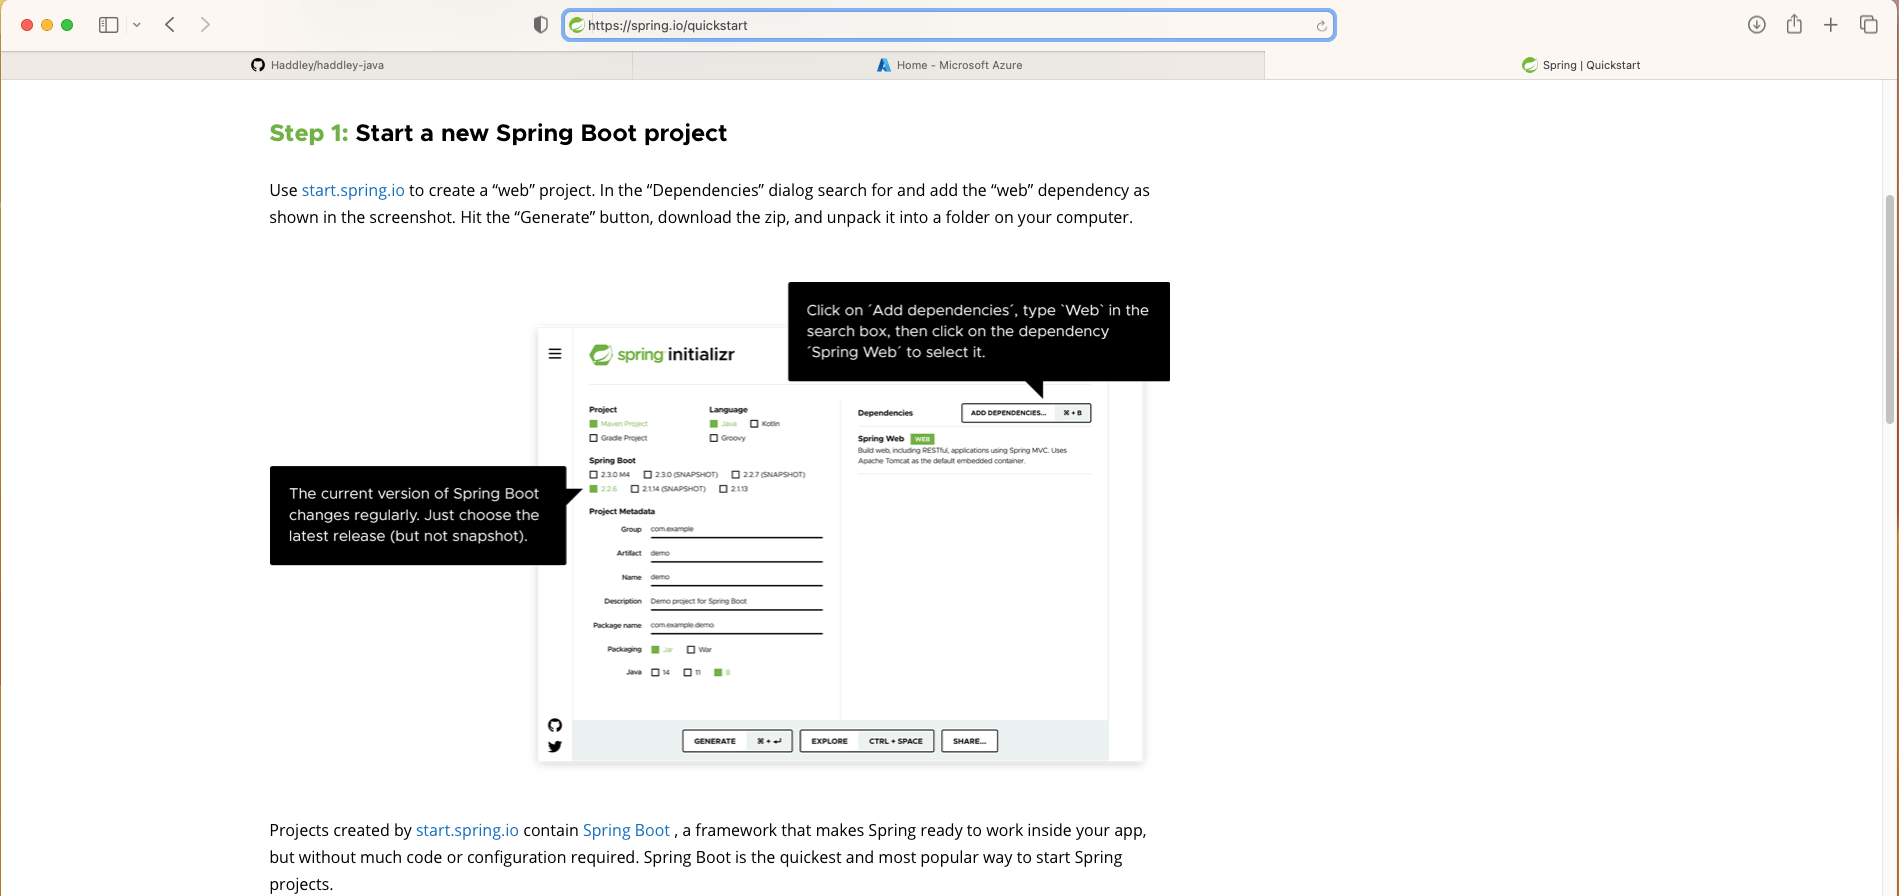 https://spring.io/quickstart
Haddley/haddley-java
Home - Microsoft Azure
Spring | Quickstart
Step 1: Start a new Spring Boot project
Use start.spring.io to create a “web” project. In the “Dependencies” dialog search for and add the “web” dependency as
shown in the screenshot. Hit the “Generate” button, download the zip, and unpack it into a folder on your computer.
Click on ´Add dependencies´, type `Web` in the
search box, then click on the dependency
´Spring Web´ to select it.
spring initializr
Project
Maven Project
Gradle Project
Language
Java Kotlin
Groovy
Spring Boot
2.3.0 M4 2.3.0 (SNAPSHOT) 2.2.7 (SNAPSHOT)
2.2.6 2.1.14 (SNAPSHOT) 2.1.13
The current version of Spring Boot
changes regularly. Just choose the
latest release (but not snapshot).
Project Metadata
Group com.example
Artifact demo
Name demo
Description Demo project for Spring Boot
Package name com.example.demo
Packaging Jar War
Java 14 11 8
Dependencies ADD DEPENDENCIES... ⌘ + B
Spring Web WEB
Build web, including RESTful, applications using Spring MVC. Uses
Apache Tomcat as the default embedded container.
GENERATE ⌘ + ↵ EXPLORE CTRL + SPACE SHARE...
Projects created by start.spring.io contain Spring Boot , a framework that makes Spring ready to work inside your app,
but without much code or configuration required. Spring Boot is the quickest and most popular way to start Spring
projects.